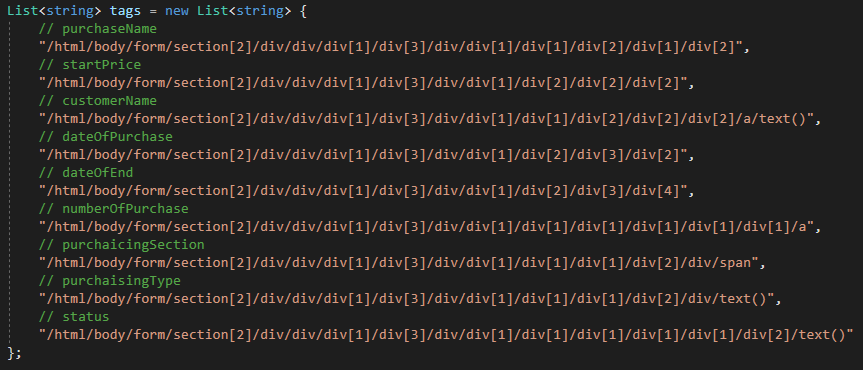 List<string> tags = new List<string> {
// purchaseName
"/html/body/form/section[2]/div/div/div[1]/div[3]/div/div[1]/div[1]/div[2]/div[1]/div[2]",
// startPrice
"/html/body/form/section[2]/div/div/div[1]/div[3]/div/div[1]/div[2]/div[2]/div[2]",
// customerName
"/html/body/form/section[2]/div/div/div[1]/div[3]/div/div[1]/div[1]/div[2]/div[2]/div[2]/a/text()",
// dateOfPurchase
"/html/body/form/section[2]/div/div/div[1]/div[3]/div/div[1]/div[2]/div[3]/div[2]",
// dateOfEnd
"/html/body/form/section[2]/div/div/div[1]/div[3]/div/div[1]/div[2]/div[3]/div[4]",
// numberOfPurchase
"/html/body/form/section[2]/div/div/div[1]/div[3]/div/div[1]/div[1]/div[1]/div[1]/div[1]/a",
// purchaicingSection
"/html/body/form/section[2]/div/div/div[1]/div[3]/div/div[1]/div[1]/div[1]/div[2]/div/span",
// purchaisingType
"/html/body/form/section[2]/div/div/div[1]/div[3]/div/div[1]/div[1]/div[1]/div[2]/div/text()",
// status
"/html/body/form/section[2]/div/div/div[1]/div[3]/div/div[1]/div[1]/div[1]/div[1]/div[1]/div[2]/text()"
};